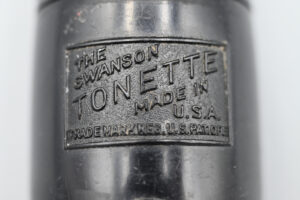 THE
SWANSON
TONETTE
MADE IN
U.S.A.
TRADE MARK REG. U.S. PAT. OFF.